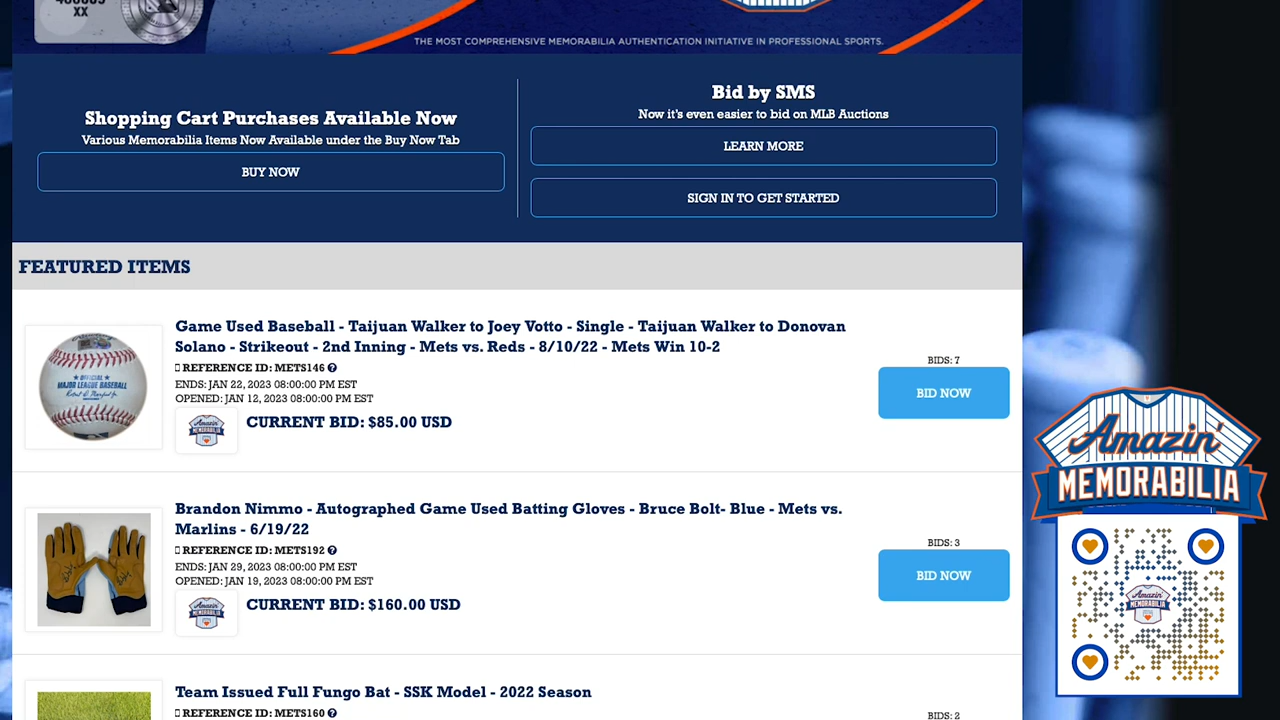 XX
THE MOST COMPREHENSIVE MEMORABILIA AUTHENTICATION INITIATIVE IN PROFESSIONAL SPORTS.
Shopping Cart Purchases Available Now
Various Memorabilia Items Now Available under the Buy Now Tab
BUY NOW
Bid by SMS
Now it's even easier to bid on MLB Auctions
LEARN MORE
SIGN IN TO GET STARTED
FEATURED ITEMS
Game Used Baseball - Taijuan Walker to Joey Votto - Single - Taijuan Walker to Donovan
Solano - Strikeout - 2nd Inning - Mets vs. Reds - 8/10/22 - Mets Win 10-2
REFERENCE ID: METS146
ENDS: JAN 22, 2023 08:00:00 PM EST
OPENED: JAN 12, 2023 08:00:00 PM EST
CURRENT BID: $85.00 USD
BIDS: 7
BID NOW
OFFICIAL
MAJOR LEAGUE BASEBALL
Brandon Nimmo - Autographed Game Used Batting Gloves - Bruce Bolt- Blue - Mets vs.
Marlins - 6/19/22
REFERENCE ID: METS192
ENDS: JAN 29, 2023 08:00:00 PM EST
OPENED: JAN 19, 2023 08:00:00 PM EST
CURRENT BID: $160.00 USD
BIDS: 3
BID NOW
Team Issued Full Fungo Bat - SSK Model - 2022 Season
REFERENCE ID: METS160
BIDS: 2
Amazin'
MEMORABILIA